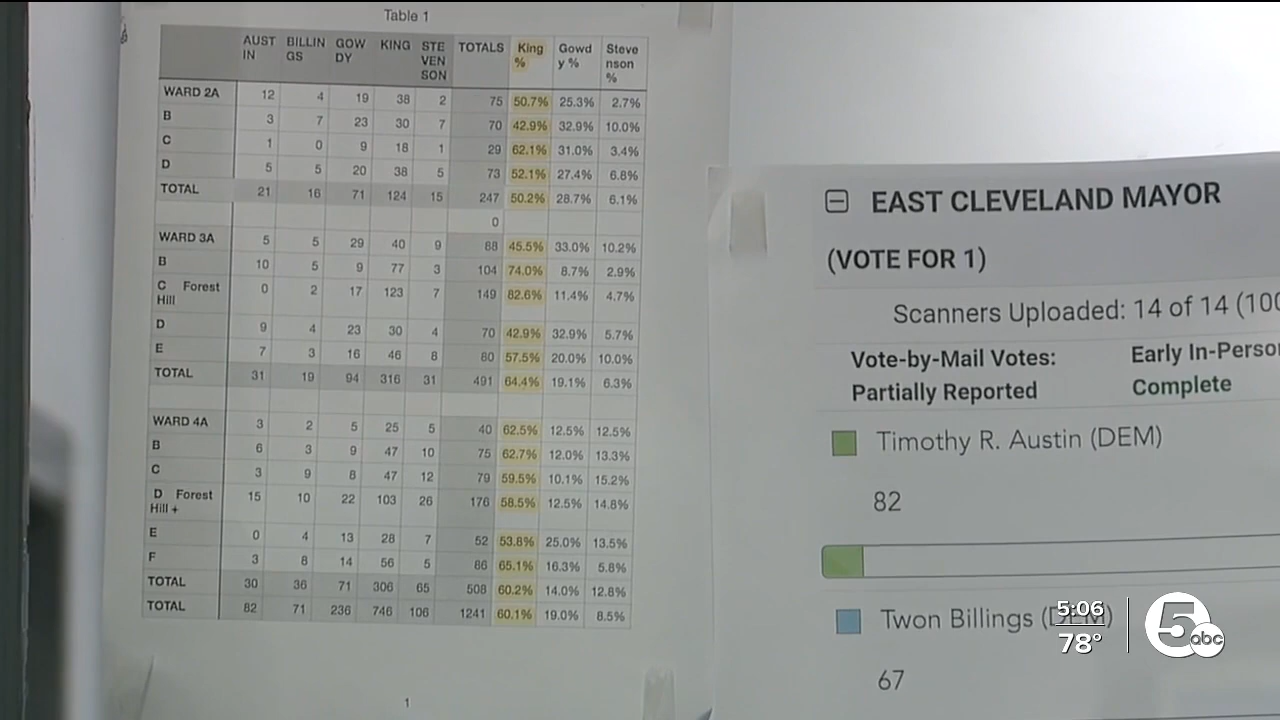 Table 1
AUST IN BILLIN GS GOW DY KING STE VEN SON TOTALS King % Gowd y % Steve nson %
WARD 2A 12 4 19 38 2 75 50.7% 25.3% 2.7%
B 3 7 23 30 7 70 42.9% 32.9% 10.0%
C 1 0 9 18 1 29 62.1% 31.0% 3.4%
D 5 5 20 38 5 73 52.1% 27.4% 6.8%
TOTAL 21 16 71 124 15 247 50.2% 28.7% 6.1%
0
WARD 3A 5 5 29 40 9 88 45.5% 33.0% 10.2%
B 10 5 9 77 3 104 74.0% 8.7% 2.9%
C Forest Hill 0 2 17 123 7 149 82.6% 11.4% 4.7%
D 9 4 23 30 4 70 42.9% 32.9% 5.7%
E 7 3 16 46 8 80 57.5% 20.0% 10.0%
TOTAL 31 19 94 316 31 491 64.4% 19.1% 6.3%
WARD 4A 3 2 5 25 5 40 62.5% 12.5% 12.5%
B 6 3 9 47 10 75 62.7% 12.0% 13.3%
C 3 9 8 47 12 79 59.5% 10.1% 15.2%
D Forest Hill + 15 10 22 103 26 176 58.5% 12.5% 14.8%
E 0 4 13 28 7 52 53.8% 25.0% 13.5%
F 3 8 14 56 5 86 65.1% 16.3% 5.8%
TOTAL 30 36 71 306 65 508 60.2% 14.0% 12.8%
TOTAL 82 71 236 746 106 1241 60.1% 19.0% 8.5%
1
EAST CLEVELAND MAYOR
(VOTE FOR 1)
Scanners Uploaded: 14 of 14 (100
Vote-by-Mail Votes: Early In-Perso
Partially Reported Complete
Timothy R. Austin (DEM)
82
Twon Billings (DEM)
67
5:06
78°
5 abc